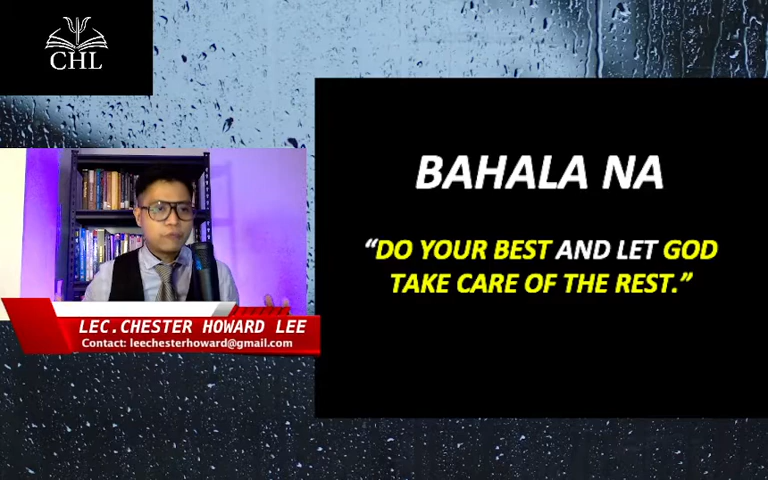 CHL
BAHALA NA
“DO YOUR BEST AND LET GOD
TAKE CARE OF THE REST.”
LEC.CHESTER HOWARD LEE
Contact: leechesterhoward@gmail.com